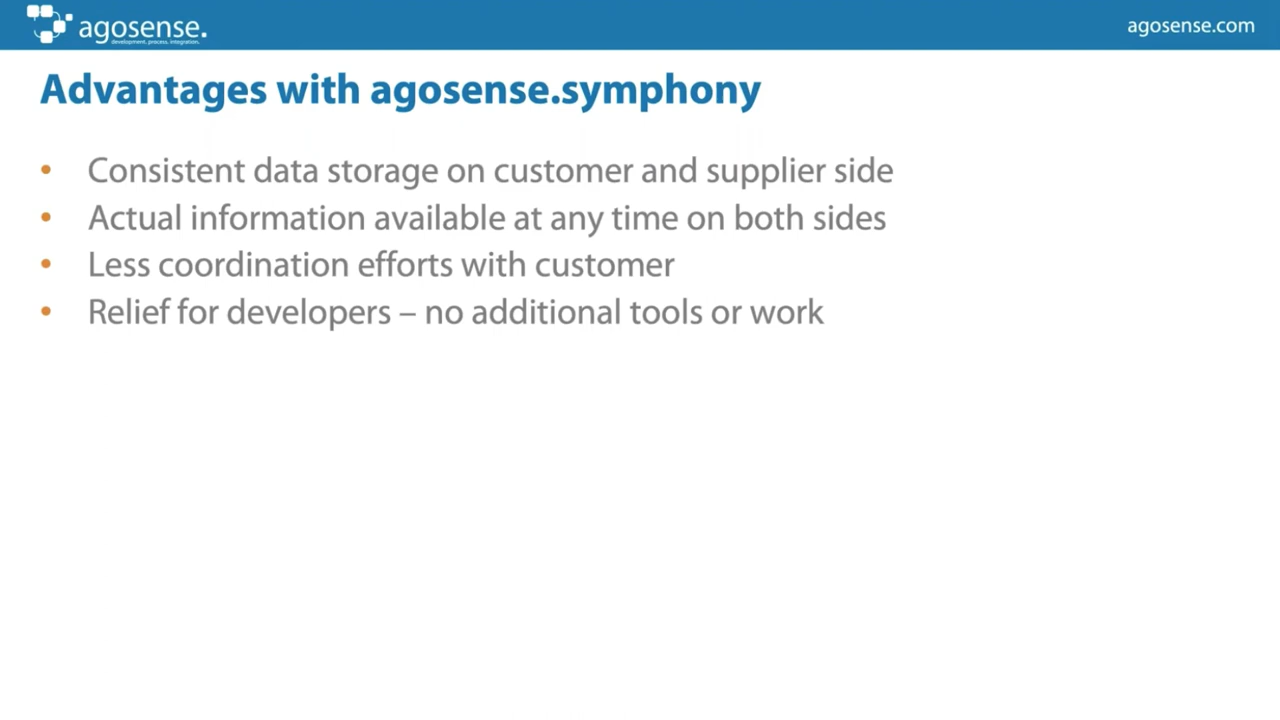 agosense.
development, process, integration.
agosense.com
Advantages with agosense.symphony
• Consistent data storage on customer and supplier side
• Actual information available at any time on both sides
• Less coordination efforts with customer
• Relief for developers – no additional tools or work